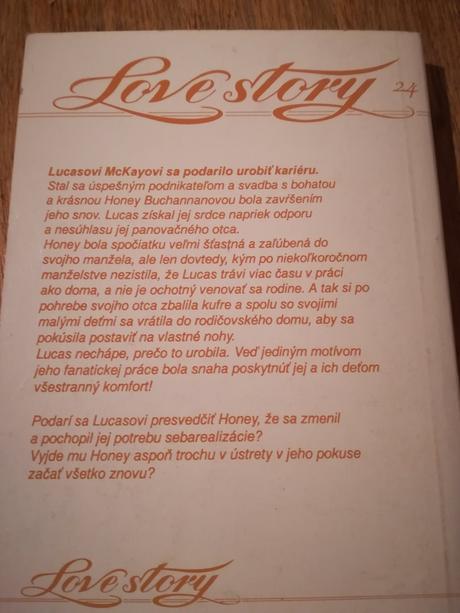 Love story 24
Lucasovi McKayovi sa podarilo urobiť kariéru.
Stal sa úspešným podnikateľom a svadba s bohatou
a krásnou Honey Buchannanovou bola zavŕšením
jeho snov. Lucas získal jej srdce napriek odporu
a nesúhlasu jej panovačného otca.
Honey bola spočiatku veľmi šťastná a zaľúbená do
svojho manžela, ale len dovtedy, kým po niekoľkoročnom
manželstve nezistila, že Lucas trávi viac času v práci
ako doma, a nie je ochotný venovať sa rodine. A tak si po
pohrebe svojho otca zbalila kufre a spolu so svojimi
malými deťmi sa vrátila do rodičovského domu, aby sa
pokúsila postaviť na vlastné nohy.
Lucas nechápe, prečo to urobila. Veď jediným motívom
jeho fanatickej práce bola snaha poskytnúť jej a ich deťom
všestranný komfort!
Podarí sa Lucasovi presvedčiť Honey, že sa zmenil
a pochopil jej potrebu sebarealizácie?
Vyjde mu Honey aspoň trochu v ústrety v jeho pokuse
začať všetko znovu?
Love story